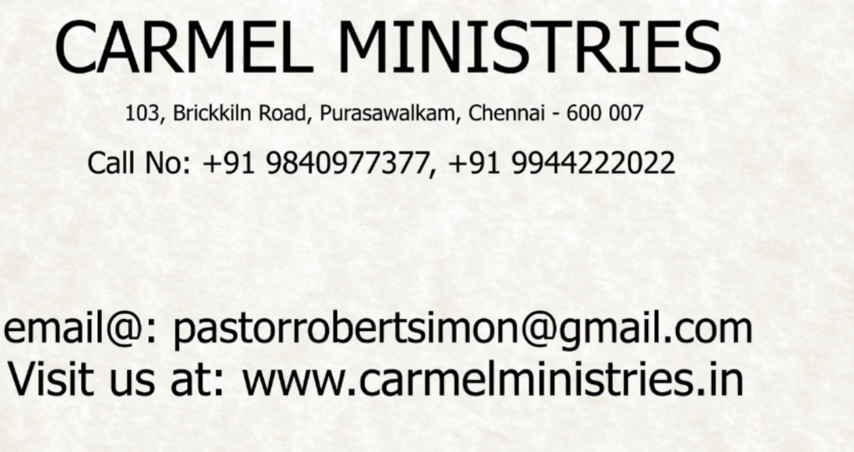 CARMEL MINISTRIES
103, Brickkiln Road, Purasawalkam, Chennai - 600 007
Call No: +91 9840977377, +91 9944222022
email@: pastorrobertsimon@gmail.com
Visit us at: www.carmelministries.in